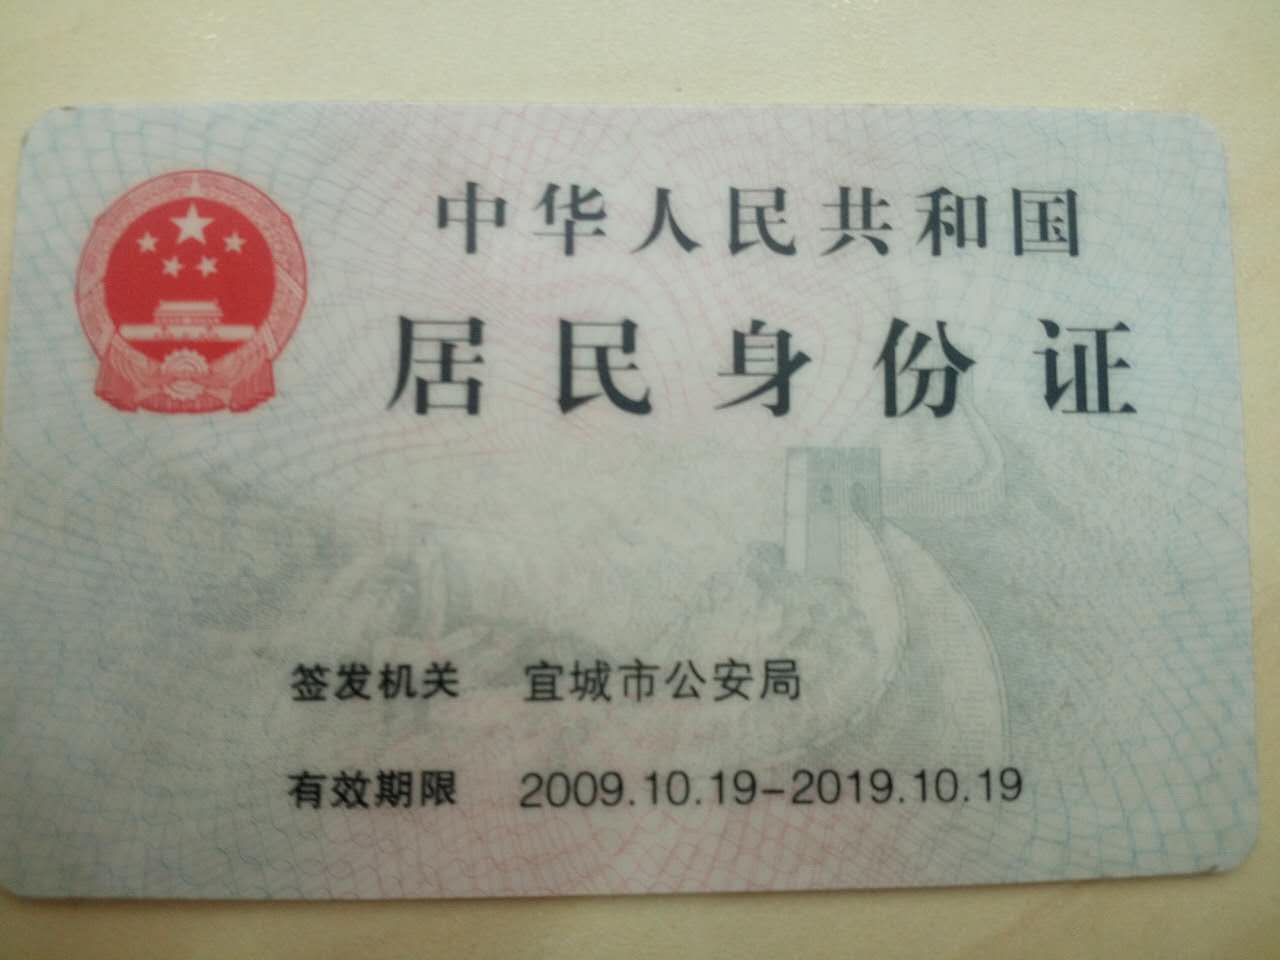 中华人民共和国
居民身份证
签发机关 宜城市公安局
有效期限 2009.10.19-2019.10.19